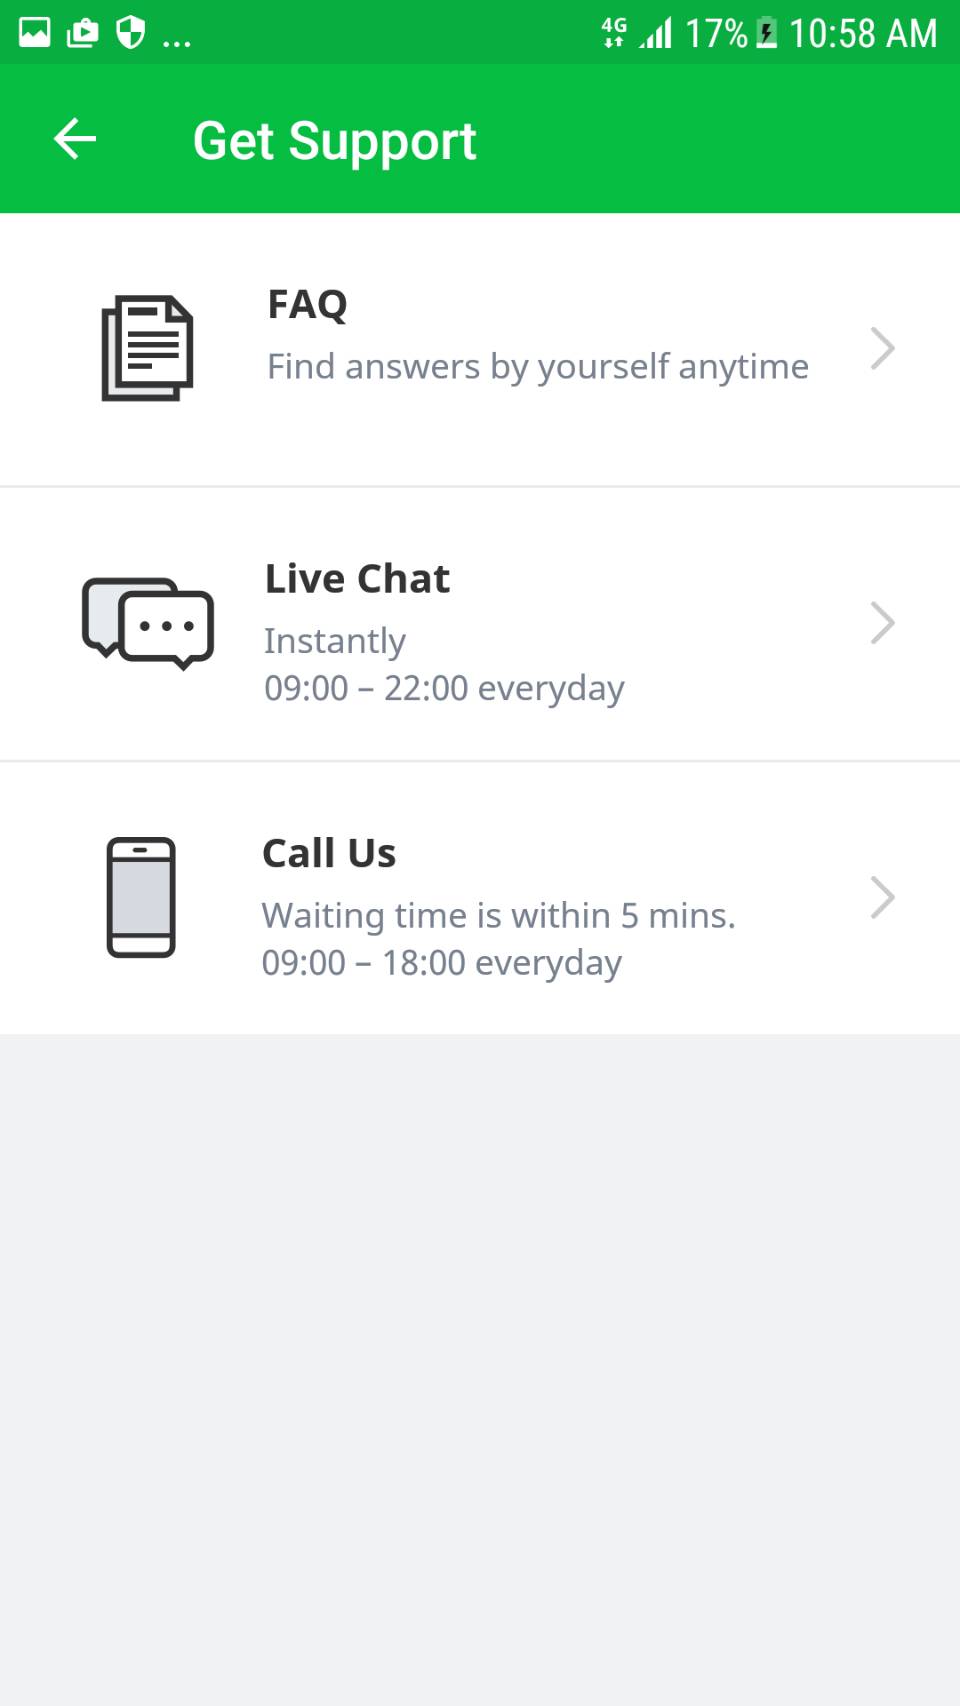 4G 17% 10:58 AM
Get Support
FAQ
Find answers by yourself anytime
Live Chat
Instantly
09:00 – 22:00 everyday
Call Us
Waiting time is within 5 mins.
09:00 – 18:00 everyday